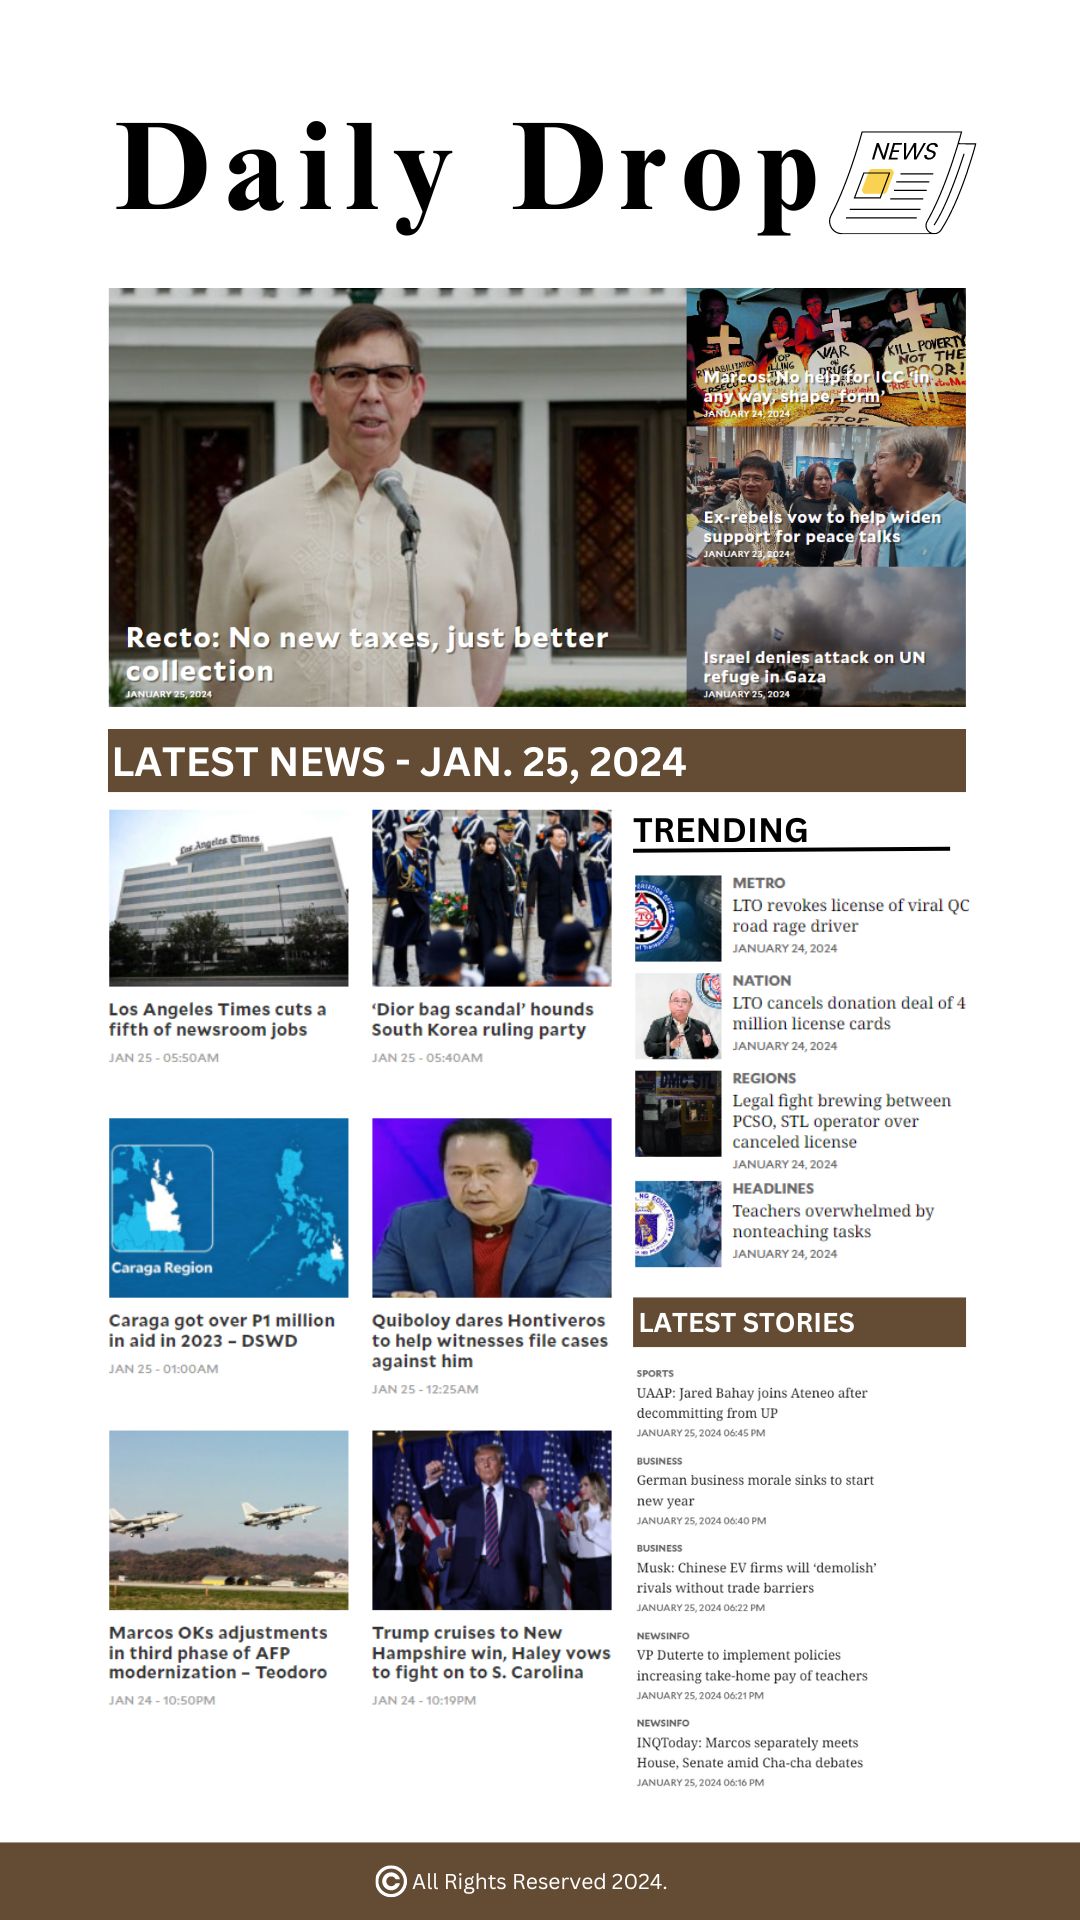 Daily Drop
NEWS
REHABILITATION
STOP
KILLING
THE
WAR
ON
DRUGS
KILL POVERTY
NOT THE
POOR!
Marcos: No help for ICC 'in
any way, shape, form'
JANUARY 24, 2024
STOP
Ex-rebels vow to help widen
support for peace talks
JANUARY 23, 2024
Recto: No new taxes, just better
collection
JANUARY 25, 2024
Israel denies attack on UN
refuge in Gaza
JANUARY 25, 2024
LATEST NEWS - JAN. 25, 2024
Los Angeles Times
Los Angeles Times cuts a
fifth of newsroom jobs
JAN 25 - 05:50AM
‘Dior bag scandal’ hounds
South Korea ruling party
JAN 25 - 05:40AM
Caraga Region
Caraga got over P1 million
in aid in 2023 – DSWD
JAN 25 - 01:00AM
Quiboloy dares Hontiveros
to help witnesses file cases
against him
JAN 25 - 12:25AM
Marcos OKs adjustments
in third phase of AFP
modernization – Teodoro
JAN 24 - 10:50PM
Trump cruises to New
Hampshire win, Haley vows
to fight on to S. Carolina
JAN 24 - 10:19PM
TRENDING
LTO
METRO
LTO revokes license of viral QC
road rage driver
JANUARY 24, 2024
NATION
LTO cancels donation deal of 4
million license cards
JANUARY 24, 2024
DMC STL
REGIONS
Legal fight brewing between
PCSO, STL operator over
canceled license
JANUARY 24, 2024
NG EDUKASYON
HEADLINES
Teachers overwhelmed by
nonteaching tasks
JANUARY 24, 2024
LATEST STORIES
SPORTS
UAAP: Jared Bahay joins Ateneo after
decommitting from UP
JANUARY 25, 2024 06:45 PM
BUSINESS
German business morale sinks to start
new year
JANUARY 25, 2024 06:40 PM
BUSINESS
Musk: Chinese EV firms will ‘demolish’
rivals without trade barriers
JANUARY 25, 2024 06:22 PM
NEWSINFO
VP Duterte to implement policies
increasing take-home pay of teachers
JANUARY 25, 2024 06:21 PM
NEWSINFO
INQToday: Marcos separately meets
House, Senate amid Cha-cha debates
JANUARY 25, 2024 06:16 PM
© All Rights Reserved 2024.